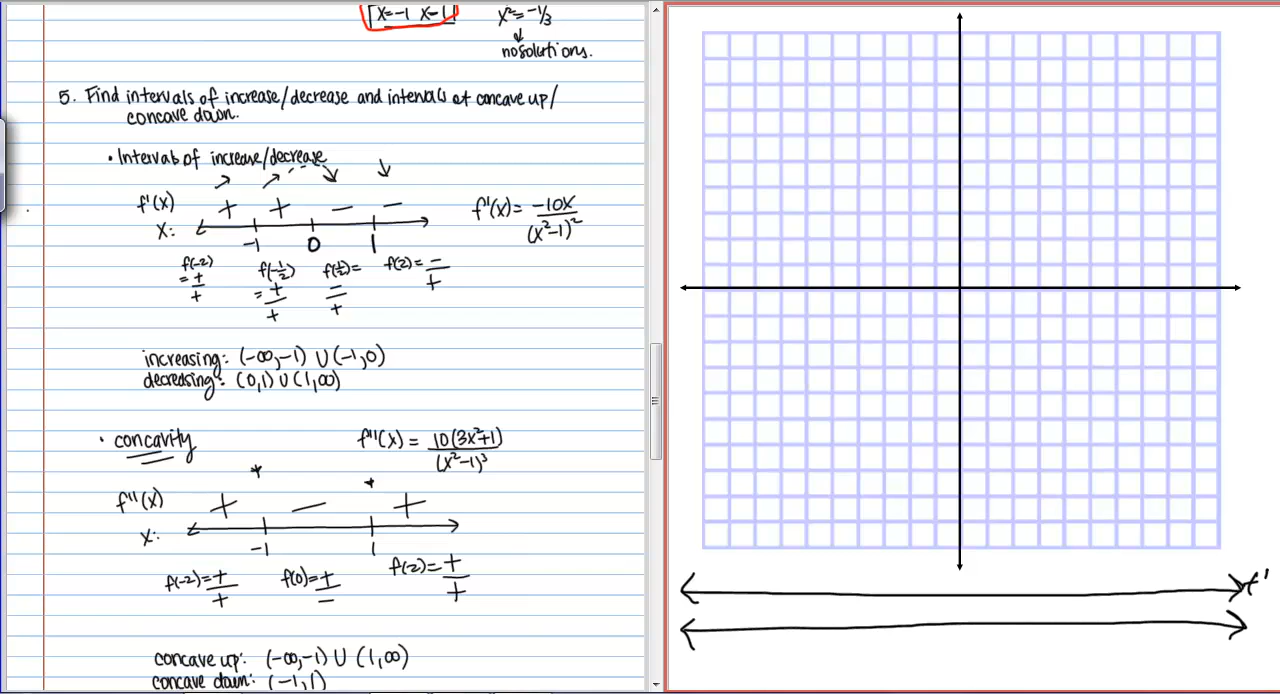 x=-1 x=1 x²=-1/3
no solutions.
5. Find intervals of increase/decrease and intervals of concave up/
concave down.
• Intervals of increase/decrease
f'(x) + + — — f'(x) = -10x/(x²-1)²
x: -1 0 1
f(-2) = +/+ f(-1/2) = +/+ f(1/2) = -/+ f(2) = -/+
increasing: (-∞,-1) ∪ (-1,0)
decreasing: (0,1) ∪ (1,∞)
• concavity f''(x) = 10(3x²+1)/(x²-1)³
f''(x) + — +
x: -1 1
f(-2) = +/+ f(0) = +/- f(-2) = +/+
concave up: (-∞,-1) ∪ (1,∞)
concave down: (-1,1)
f'